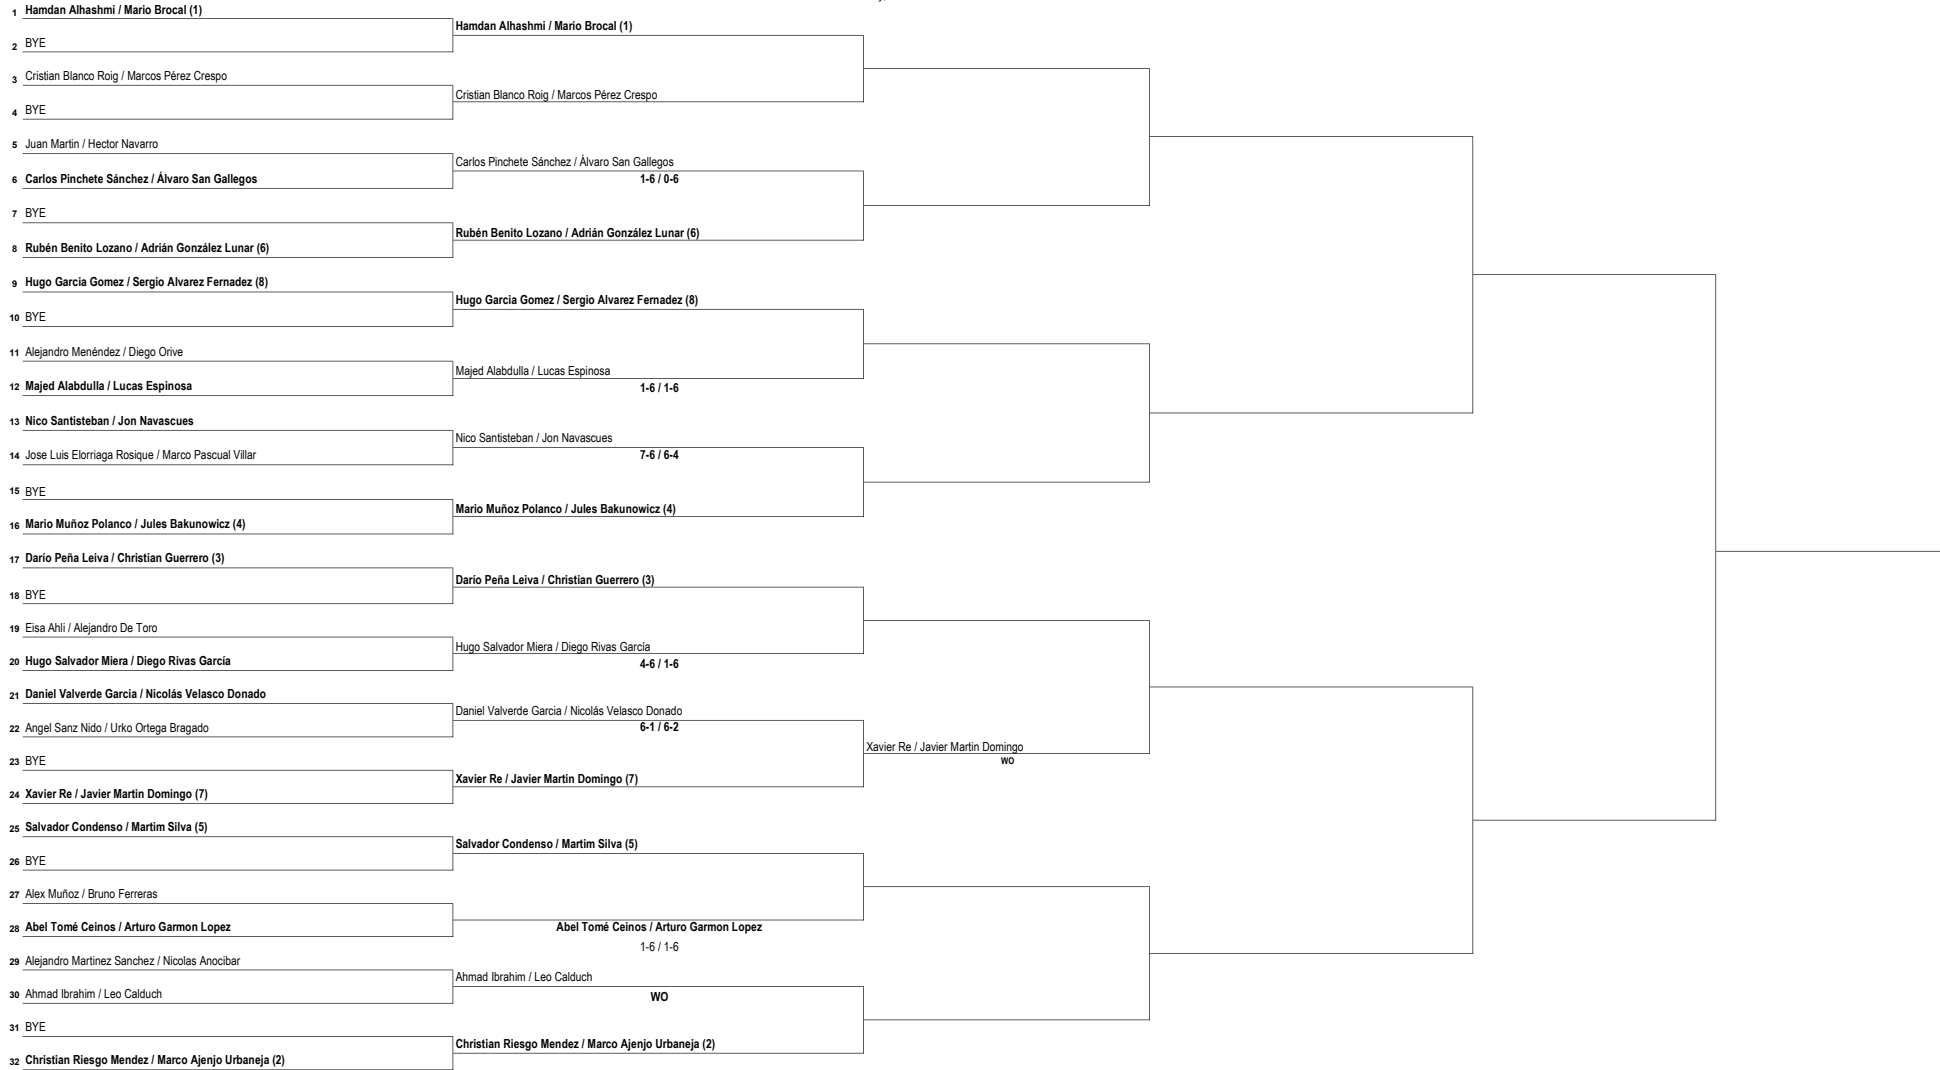 1 Hamdan Alhashmi / Mario Brocal (1)
Hamdan Alhashmi / Mario Brocal (1)
2 BYE
3 Cristian Blanco Roig / Marcos Pérez Crespo
Cristian Blanco Roig / Marcos Pérez Crespo
4 BYE
5 Juan Martin / Hector Navarro
Carlos Pinchete Sánchez / Álvaro San Gallegos
6 Carlos Pinchete Sánchez / Álvaro San Gallegos
1-6 / 0-6
7 BYE
Rubén Benito Lozano / Adrián González Lunar (6)
8 Rubén Benito Lozano / Adrián González Lunar (6)
9 Hugo Garcia Gomez / Sergio Alvarez Fernadez (8)
Hugo Garcia Gomez / Sergio Alvarez Fernadez (8)
10 BYE
11 Alejandro Menéndez / Diego Orive
Majed Alabdulla / Lucas Espinosa
12 Majed Alabdulla / Lucas Espinosa
1-6 / 1-6
13 Nico Santisteban / Jon Navascues
Nico Santisteban / Jon Navascues
14 Jose Luis Elorriaga Rosique / Marco Pascual Villar
7-6 / 6-4
15 BYE
Mario Muñoz Polanco / Jules Bakunowicz (4)
16 Mario Muñoz Polanco / Jules Bakunowicz (4)
17 Darío Peña Leiva / Christian Guerrero (3)
Darío Peña Leiva / Christian Guerrero (3)
18 BYE
19 Eisa Ahli / Alejandro De Toro
Hugo Salvador Miera / Diego Rivas García
20 Hugo Salvador Miera / Diego Rivas García
4-6 / 1-6
21 Daniel Valverde Garcia / Nicolás Velasco Donado
Daniel Valverde Garcia / Nicolás Velasco Donado
22 Angel Sanz Nido / Urko Ortega Bragado
6-1 / 6-2
Xavier Re / Javier Martin Domingo
WO
23 BYE
Xavier Re / Javier Martin Domingo (7)
24 Xavier Re / Javier Martin Domingo (7)
25 Salvador Condenso / Martim Silva (5)
Salvador Condenso / Martim Silva (5)
26 BYE
27 Alex Muñoz / Bruno Ferreras
28 Abel Tomé Ceinos / Arturo Garmon Lopez
Abel Tomé Ceinos / Arturo Garmon Lopez
1-6 / 1-6
29 Alejandro Martinez Sanchez / Nicolas Anocibar
Ahmad Ibrahim / Leo Calduch
30 Ahmad Ibrahim / Leo Calduch
WO
31 BYE
Christian Riesgo Mendez / Marco Ajenjo Urbaneja (2)
32 Christian Riesgo Mendez / Marco Ajenjo Urbaneja (2)